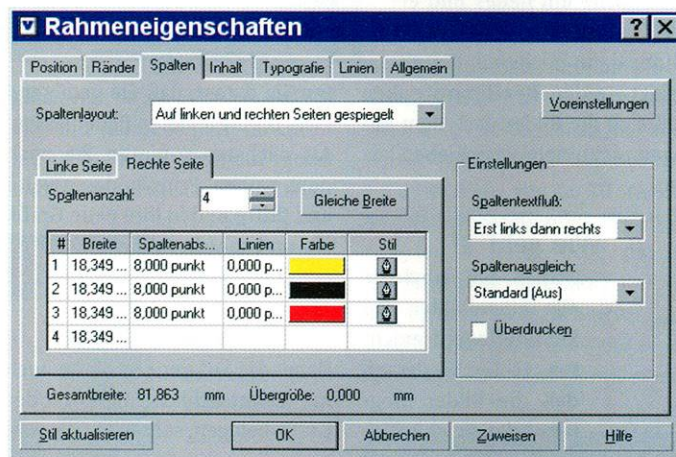 Rahmeneigenschaften
Position Ränder Spalten Inhalt Typografie Linien Allgemein
Spaltenlayout: Auf linken und rechten Seiten gespiegelt
Voreinstellungen
Linke Seite Rechte Seite
Spaltenanzahl: 4 Gleiche Breite
# Breite Spaltenabs... Linien Farbe Stil
1 18,349 ... 8,000 punkt 0,000 p...
2 18,349 ... 8,000 punkt 0,000 p...
3 18,349 ... 8,000 punkt 0,000 p...
4 18,349 ...
Einstellungen
Spaltentextfluß:
Erst links dann rechts
Spaltenausgleich:
Standard (Aus)
Überdrucken
Gesamtbreite: 81,863 mm Übergröße: 0,000 mm
Stil aktualisieren OK Abbrechen Zuweisen Hilfe